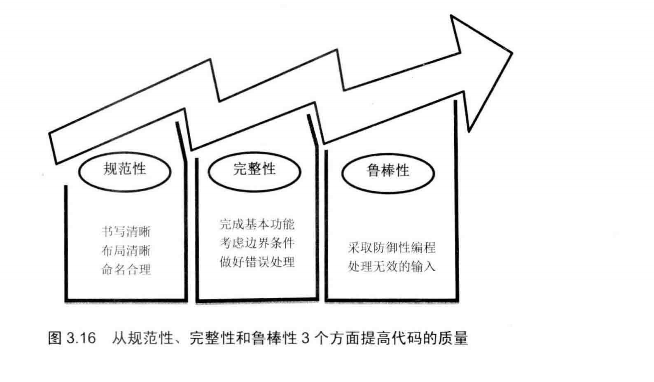 规范性
书写清晰
布局清晰
命名合理
完整性
完成基本功能
考虑边界条件
做好错误处理
鲁棒性
采取防御性编程
处理无效的输入
图 3.16 从规范性、完整性和鲁棒性 3 个方面提高代码的质量